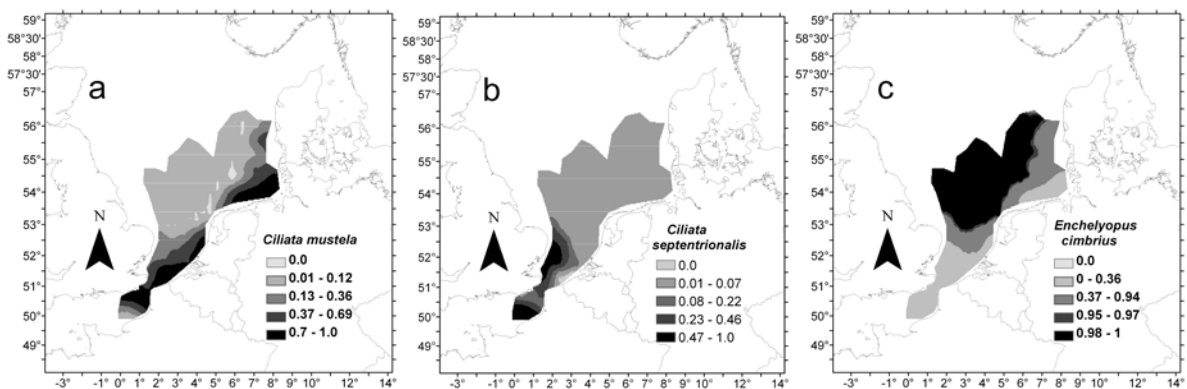 59°
58°30'
58°
57°30'
57°
56°
55°
54°
53°
52°
51°
50°
49°
a
N
Ciliata mustela
0.0
0.01 - 0.12
0.13 - 0.36
0.37 - 0.69
0.7 - 1.0
-3° -1° 0° 1° 2° 3° 4° 5° 6° 7° 8° 9° 10° 12° 14°
59°
58°30'
58°
57°30'
57°
56°
55°
54°
53°
52°
51°
50°
49°
b
N
Ciliata
septentrionalis
0.0
0.01 - 0.07
0.08 - 0.22
0.23 - 0.46
0.47 - 1.0
-3° -1° 0° 1° 2° 3° 4° 5° 6° 7° 8° 9° 10° 12° 14°
59°
58°30'
58°
57°30'
57°
56°
55°
54°
53°
52°
51°
50°
49°
c
N
Enchelyopus
cimbrius
0.0
0 - 0.36
0.37 - 0.94
0.95 - 0.97
0.98 - 1
-3° -1° 0° 1° 2° 3° 4° 5° 6° 7° 8° 9° 10° 12° 14°